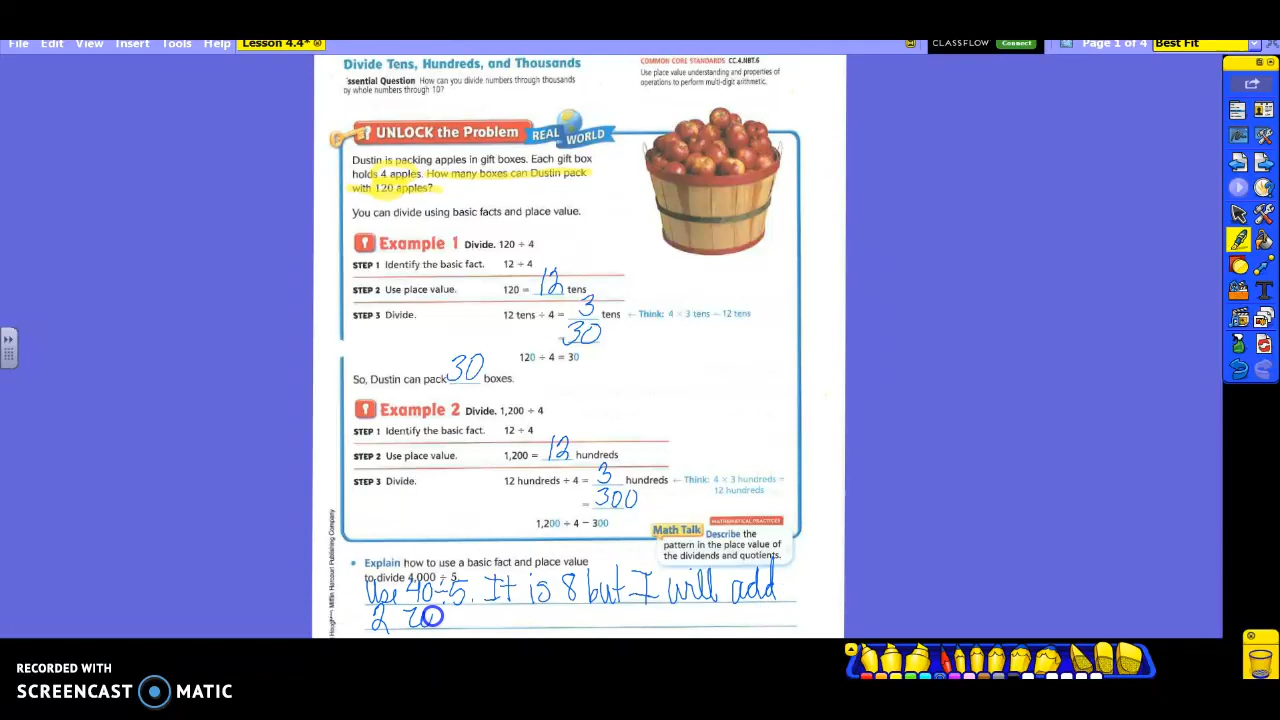 File Edit View Insert Tools Help Lesson 4.4* CLASSFLOW Connect Page 1 of 4 Best Fit
Divide Tens, Hundreds, and Thousands
ssential Question How can you divide numbers through thousands
by whole numbers through 10?
COMMON CORE STANDARDS CC.4.NBT.6
Use place value understanding and properties of
operations to perform multi-digit arithmetic.
UNLOCK the Problem REAL WORLD
Dustin is packing apples in gift boxes. Each gift box
holds 4 apples. How many boxes can Dustin pack
with 120 apples?
You can divide using basic facts and place value.
Example 1 Divide. 120 ÷ 4
STEP 1 Identify the basic fact. 12 ÷ 4
STEP 2 Use place value. 120 = 12 tens
STEP 3 Divide. 12 tens ÷ 4 = 3 tens ← Think: 4 × 3 tens = 12 tens
= 30
120 ÷ 4 = 30
So, Dustin can pack 30 boxes.
Example 2 Divide. 1,200 ÷ 4
STEP 1 Identify the basic fact. 12 ÷ 4
STEP 2 Use place value. 1,200 = 12 hundreds
STEP 3 Divide. 12 hundreds ÷ 4 = 3 hundreds ← Think: 4 × 3 hundreds =
12 hundreds
= 300
1,200 ÷ 4 = 300
MATHEMATICAL PRACTICES
Math Talk Describe the
pattern in the place value of
the dividends and quotients.
• Explain how to use a basic fact and place value
to divide 4,000 ÷ 5.
Use 40÷5. It is 8 but I will add
2
Mifflin Harcourt Publishing Company
RECORDED WITH
SCREENCAST MATIC